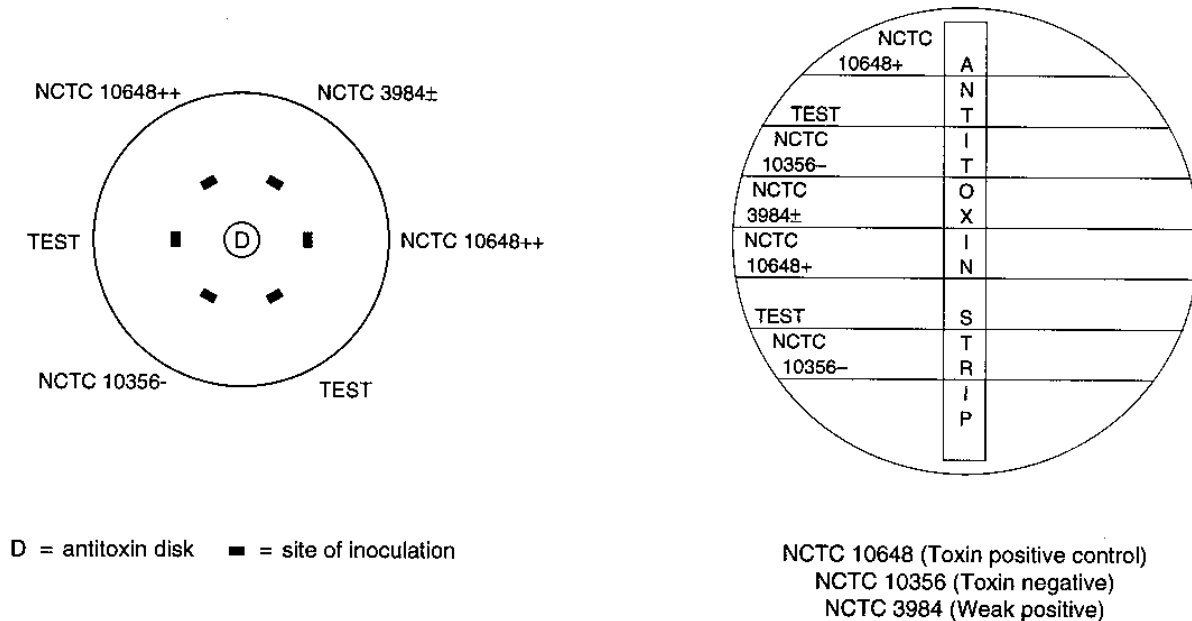 NCTC 10648++
NCTC 3984±
TEST
D
NCTC 10648++
NCTC 10356-
TEST
D = antitoxin disk = site of inoculation
NCTC
10648+
TEST
NCTC
10356–
NCTC
3984±
NCTC
10648+
TEST
NCTC
10356–
A
N
T
I
T
O
X
I
N
S
T
R
I
P
NCTC 10648 (Toxin positive control)
NCTC 10356 (Toxin negative)
NCTC 3984 (Weak positive)